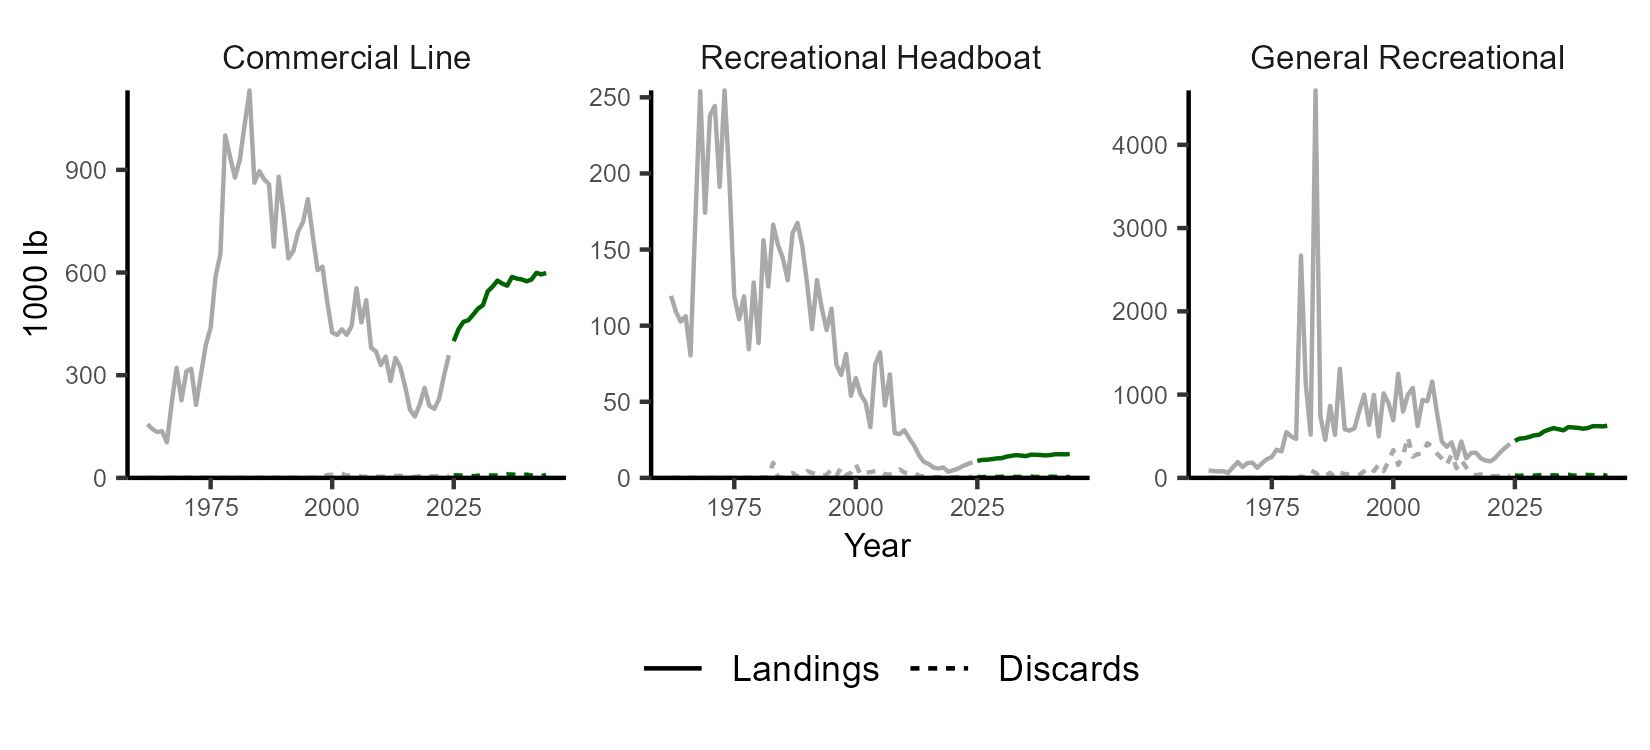 Commercial Line
Recreational Headboat
General Recreational
1000 lb
900
600
300
0
250
200
150
100
50
0
4000
3000
2000
1000
0
1975 2000 2025
1975 2000 2025
1975 2000 2025
Year
Landings Discards